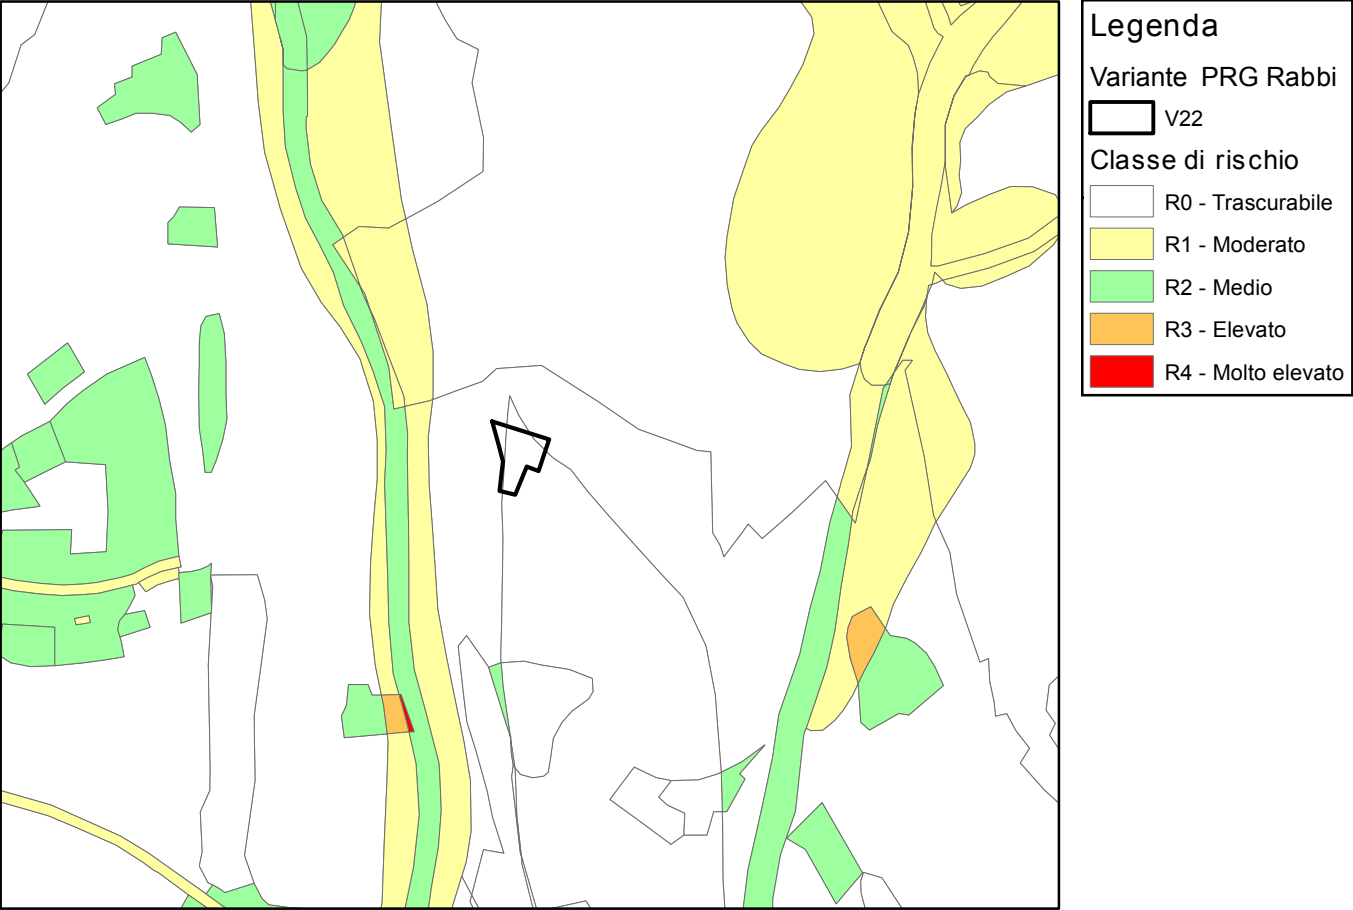 Legenda
Variante PRG Rabbi
V22
Classe di rischio
R0 - Trascurabile
R1 - Moderato
R2 - Medio
R3 - Elevato
R4 - Molto elevato